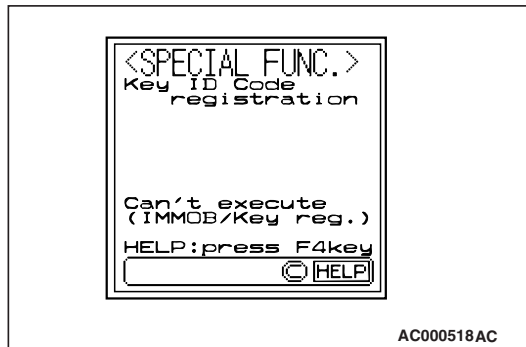 <SPECIAL FUNC.>
Key ID Code
registration
Can't execute
(IMMOB/Key reg.)
HELP:press F4key
Ⓒ HELP
AC000518AC